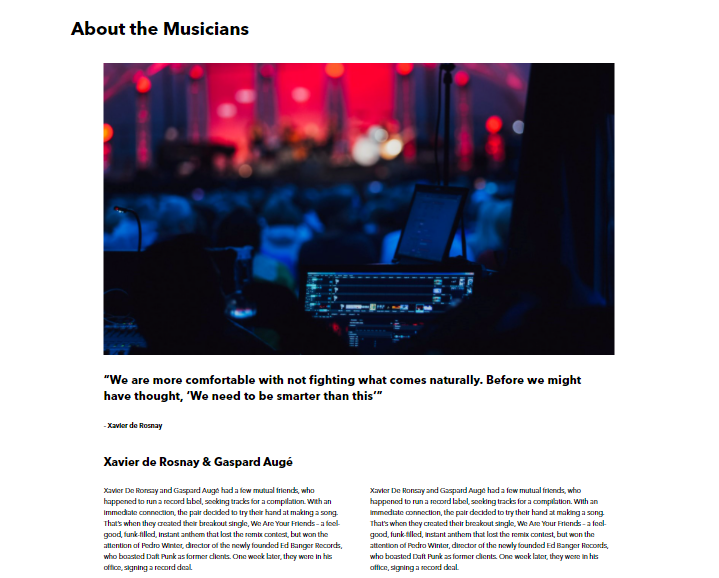 About the Musicians
“We are more comfortable with not fighting what comes naturally. Before we might
have thought, ‘We need to be smarter than this’“
- Xavier de Rosnay
Xavier de Rosnay & Gaspard Augé
Xavier De Ronsay and Gaspard Augé had a few mutual friends, who
happened to run a record label, seeking tracks for a compilation. With an
immediate connection, the pair decided to try their hand at making a song.
That's when they created their breakout single, We Are Your Friends - a feel-
good, funk-filled, instant anthem that lost the remix contest, but won the
attention of Pedro Winter, director of the newly founded Ed Banger Records,
who boasted Daft Punk as former clients. One week later, they were in his
office, signing a record deal.
Xavier De Ronsay and Gaspard Augé had a few mutual friends, who
happened to run a record label, seeking tracks for a compilation. With an
immediate connection, the pair decided to try their hand at making a song.
That's when they created their breakout single, We Are Your Friends - a feel-
good, funk-filled, instant anthem that lost the remix contest, but won the
attention of Pedro Winter, director of the newly founded Ed Banger Records,
who boasted Daft Punk as former clients. One week later, they were in his
office, signing a record deal.